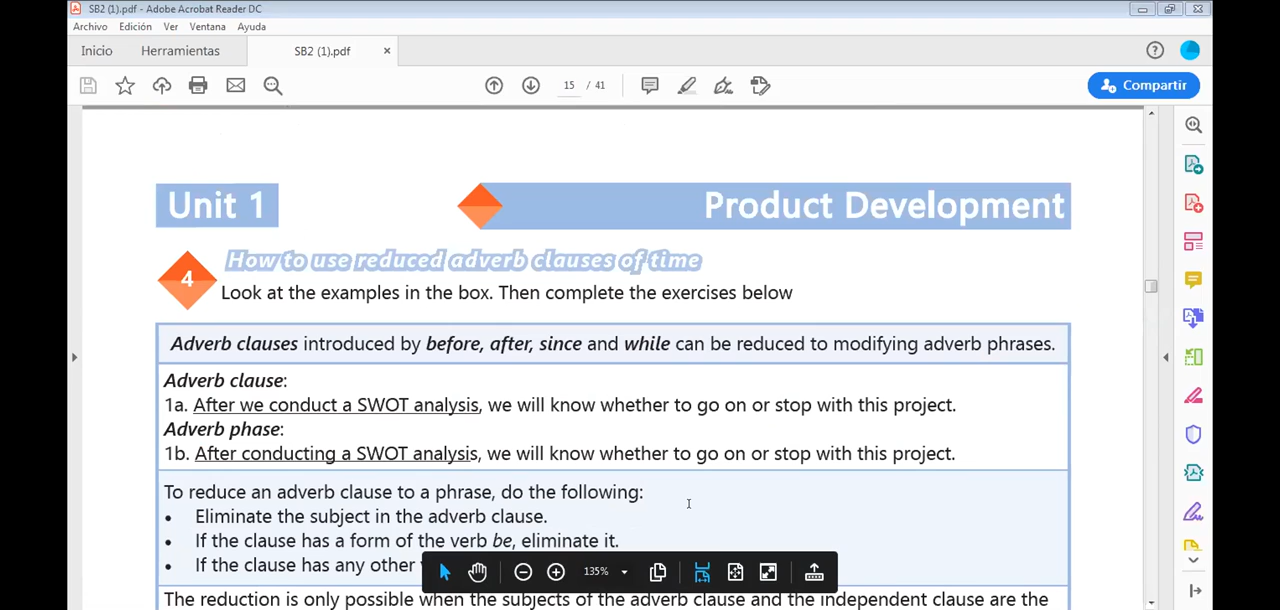 SB2 (1).pdf - Adobe Acrobat Reader DC
Archivo Edición Ver Ventana Ayuda
Inicio Herramientas SB2 (1).pdf ×
15 / 41
Compartir
Unit 1 Product Development
How to use reduced adverb clauses of time
4
Look at the examples in the box. Then complete the exercises below
Adverb clauses introduced by before, after, since and while can be reduced to modifying adverb phrases.
Adverb clause:
1a. After we conduct a SWOT analysis, we will know whether to go on or stop with this project.
Adverb phase:
1b. After conducting a SWOT analysis, we will know whether to go on or stop with this project.
To reduce an adverb clause to a phrase, do the following:
• Eliminate the subject in the adverb clause.
• If the clause has a form of the verb be, eliminate it.
• If the clause has any other
135%
The reduction is only possible when the subjects of the adverb clause and the independent clause are the